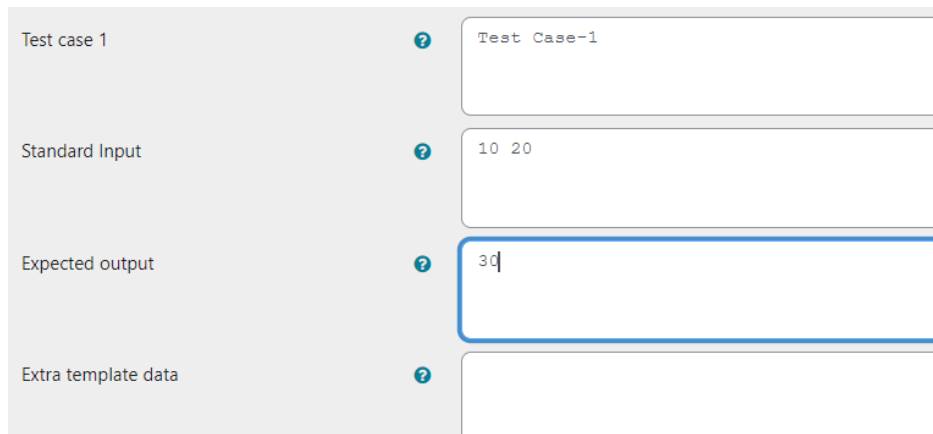 Test case 1
Test Case-1
Standard Input
10 20
Expected output
30
Extra template data